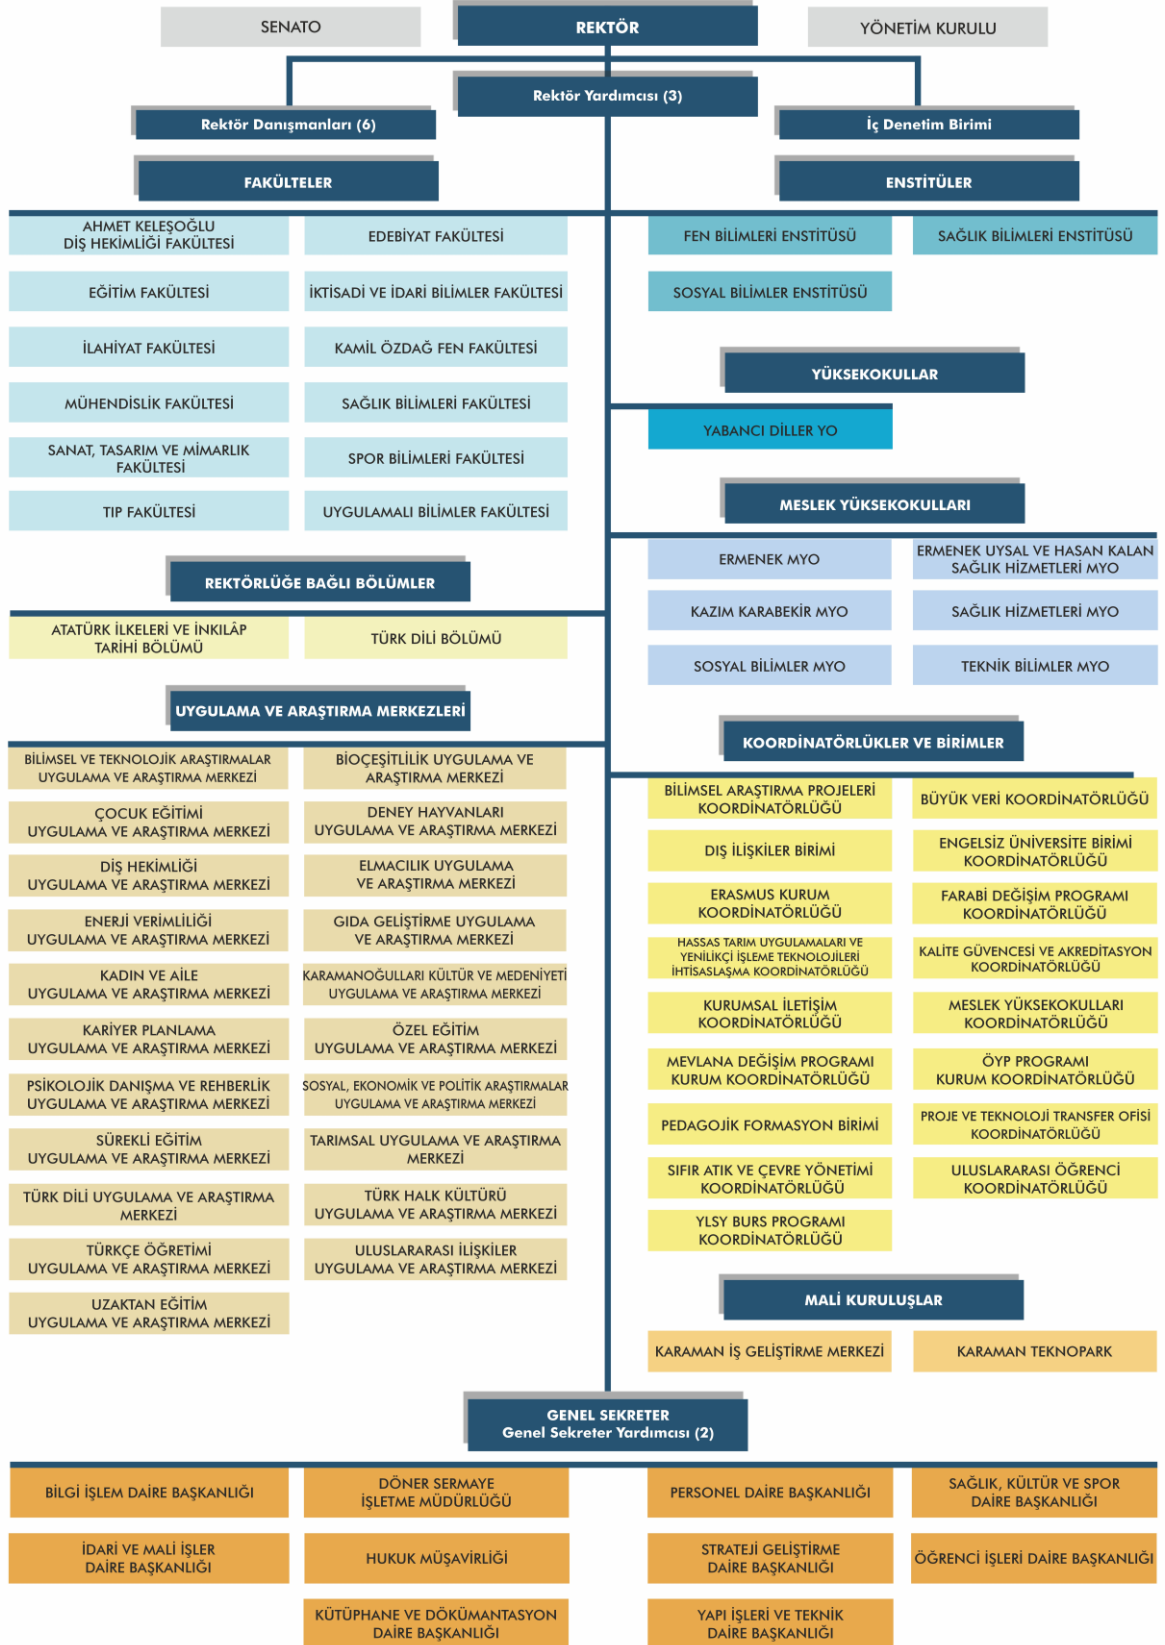 SENATO
REKTÖR
YÖNETİM KURULU
Rektör Yardımcısı (3)
Rektör Danışmanları (6)
İç Denetim Birimi
FAKÜLTELER
AHMET KELEŞOĞLU
DİŞ HEKİMLİĞİ FAKÜLTESİ
EDEBİYAT FAKÜLTESİ
EĞİTİM FAKÜLTESİ
İKTİSADİ VE İDARİ BİLİMLER FAKÜLTESİ
İLAHİYAT FAKÜLTESİ
KAMİL ÖZDAĞ FEN FAKÜLTESİ
MÜHENDİSLİK FAKÜLTESİ
SAĞLIK BİLİMLERİ FAKÜLTESİ
SANAT, TASARIM VE MİMARLIK
FAKÜLTESİ
SPOR BİLİMLERİ FAKÜLTESİ
TIP FAKÜLTESİ
UYGULAMALI BİLİMLER FAKÜLTESİ
REKTÖRLÜĞE BAĞLI BÖLÜMLER
ATATÜRK İLKELERİ VE İNKILÂP
TARİHİ BÖLÜMÜ
TÜRK DİLİ BÖLÜMÜ
UYGULAMA VE ARAŞTIRMA MERKEZLERİ
BİLİMSEL VE TEKNOLOJİK ARAŞTIRMALAR
UYGULAMA VE ARAŞTIRMA MERKEZİ
BİOÇEŞİTLİLİK UYGULAMA VE
ARAŞTIRMA MERKEZİ
ÇOCUK EĞİTİMİ
UYGULAMA VE ARAŞTIRMA MERKEZİ
DENEY HAYVANLARI
UYGULAMA VE ARAŞTIRMA MERKEZİ
DİŞ HEKİMLİĞİ
UYGULAMA VE ARAŞTIRMA MERKEZİ
ELMACILIK UYGULAMA
VE ARAŞTIRMA MERKEZİ
ENERJİ VERİMLİLİĞİ
UYGULAMA VE ARAŞTIRMA MERKEZİ
GIDA GELİŞTİRME UYGULAMA
VE ARAŞTIRMA MERKEZİ
KADIN VE AİLE
UYGULAMA VE ARAŞTIRMA MERKEZİ
KARAMANOĞULLARI KÜLTÜR VE MEDENİYETİ
UYGULAMA VE ARAŞTIRMA MERKEZİ
KARİYER PLANLAMA
UYGULAMA VE ARAŞTIRMA MERKEZİ
ÖZEL EĞİTİM
UYGULAMA VE ARAŞTIRMA MERKEZİ
PSİKOLOJİK DANIŞMA VE REHBERLİK
UYGULAMA VE ARAŞTIRMA MERKEZİ
SOSYAL, EKONOMİK VE POLİTİK ARAŞTIRMALAR
UYGULAMA VE ARAŞTIRMA MERKEZİ
SÜREKLİ EĞİTİM
UYGULAMA VE ARAŞTIRMA MERKEZİ
TARIMSAL UYGULAMA VE ARAŞTIRMA
MERKEZİ
TÜRK DİLİ UYGULAMA VE ARAŞTIRMA
MERKEZİ
TÜRK HALK KÜLTÜRÜ
UYGULAMA VE ARAŞTIRMA MERKEZİ
TÜRKÇE ÖĞRETİMİ
UYGULAMA VE ARAŞTIRMA MERKEZİ
ULUSLARARASI İLİŞKİLER
UYGULAMA VE ARAŞTIRMA MERKEZİ
UZAKTAN EĞİTİM
UYGULAMA VE ARAŞTIRMA MERKEZİ
ENSTİTÜLER
FEN BİLİMLERİ ENSTİTÜSÜ
SAĞLIK BİLİMLERİ ENSTİTÜSÜ
SOSYAL BİLİMLER ENSTİTÜSÜ
YÜKSEKOKULLAR
YABANCI DİLLER YO
MESLEK YÜKSEKOKULLARI
ERMENEK MYO
ERMENEK UYSAL VE HASAN KALAN
SAĞLIK HİZMETLERİ MYO
KAZIM KARABEKİR MYO
SAĞLIK HİZMETLERİ MYO
SOSYAL BİLİMLER MYO
TEKNİK BİLİMLER MYO
KOORDİNATÖRLÜKLER VE BİRİMLER
BİLİMSEL ARAŞTIRMA PROJELERİ
KOORDİNATÖRLÜĞÜ
BÜYÜK VERİ KOORDİNATÖRLÜĞÜ
DIŞ İLİŞKİLER BİRİMİ
ENGELSİZ ÜNİVERSİTE BİRİMİ
KOORDİNATÖRLÜĞÜ
ERASMUS KURUM
KOORDİNATÖRLÜĞÜ
FARABİ DEĞİŞİM PROGRAMI
KOORDİNATÖRLÜĞÜ
HASSAS TARIM UYGULAMALARI VE
YENİLİKÇİ İŞLEME TEKNOLOJİLERİ
İHTİSASLAŞMA KOORDİNATÖRLÜĞÜ
KALİTE GÜVENCESİ VE AKREDİTASYON
KOORDİNATÖRLÜĞÜ
KURUMSAL İLETİŞİM
KOORDİNATÖRLÜĞÜ
MESLEK YÜKSEKOKULLARI
KOORDİNATÖRLÜĞÜ
MEVLANA DEĞİŞİM PROGRAMI
KURUM KOORDİNATÖRLÜĞÜ
ÖYP PROGRAMI
KURUM KOORDİNATÖRLÜĞÜ
PEDAGOJİK FORMASYON BİRİMİ
PROJE VE TEKNOLOJİ TRANSFER OFİSİ
KOORDİNATÖRLÜĞÜ
SIFIR ATIK VE ÇEVRE YÖNETİMİ
KOORDİNATÖRLÜĞÜ
ULUSLARARASI ÖĞRENCİ
KOORDİNATÖRLÜĞÜ
YLSY BURS PROGRAMI
KOORDİNATÖRLÜĞÜ
MALİ KURULUŞLAR
KARAMAN İŞ GELİŞTİRME MERKEZİ
KARAMAN TEKNOPARK
GENEL SEKRETER
Genel Sekreter Yardımcısı (2)
BİLGİ İŞLEM DAİRE BAŞKANLIĞI
DÖNER SERMAYE
İŞLETME MÜDÜRLÜĞÜ
PERSONEL DAİRE BAŞKANLIĞI
SAĞLIK, KÜLTÜR VE SPOR
DAİRE BAŞKANLIĞI
İDARİ VE MALİ İŞLER
DAİRE BAŞKANLIĞI
HUKUK MÜŞAVİRLİĞİ
STRATEJİ GELİŞTİRME
DAİRE BAŞKANLIĞI
ÖĞRENCİ İŞLERİ DAİRE BAŞKANLIĞI
KÜTÜPHANE VE DÖKÜMANTASYON
DAİRE BAŞKANLIĞI
YAPI İŞLERİ VE TEKNİK
DAİRE BAŞKANLIĞI